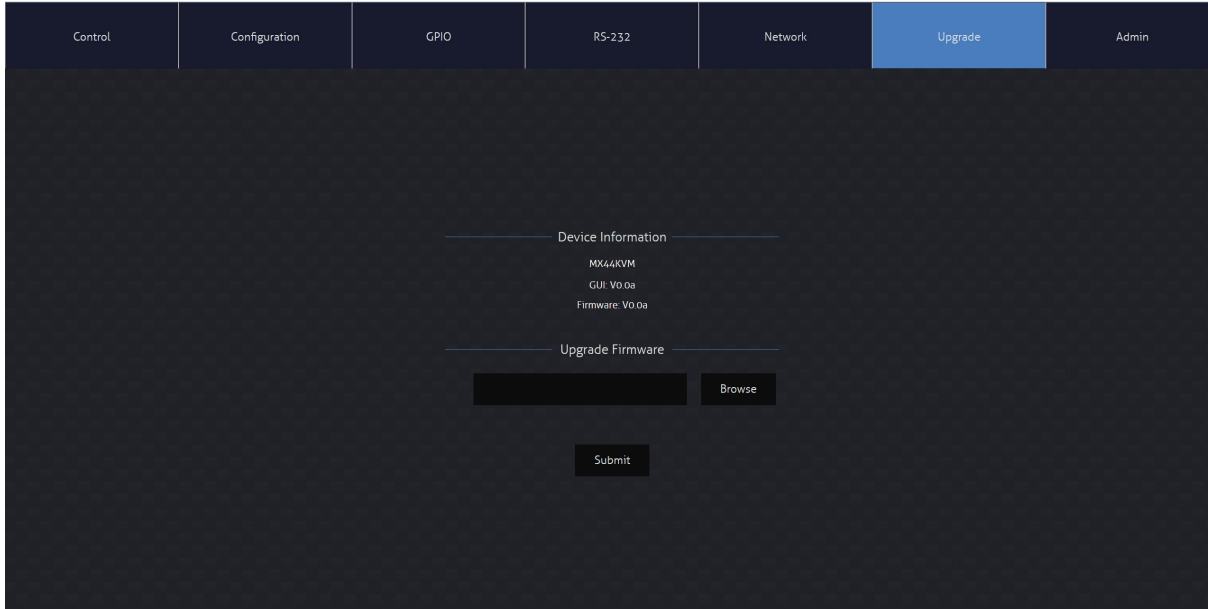 Control Configuration GPIO RS-232 Network Upgrade Admin
Device Information
MX44KVM
GUI: V0.0a
Firmware: V0.0a
Upgrade Firmware
Browse
Submit